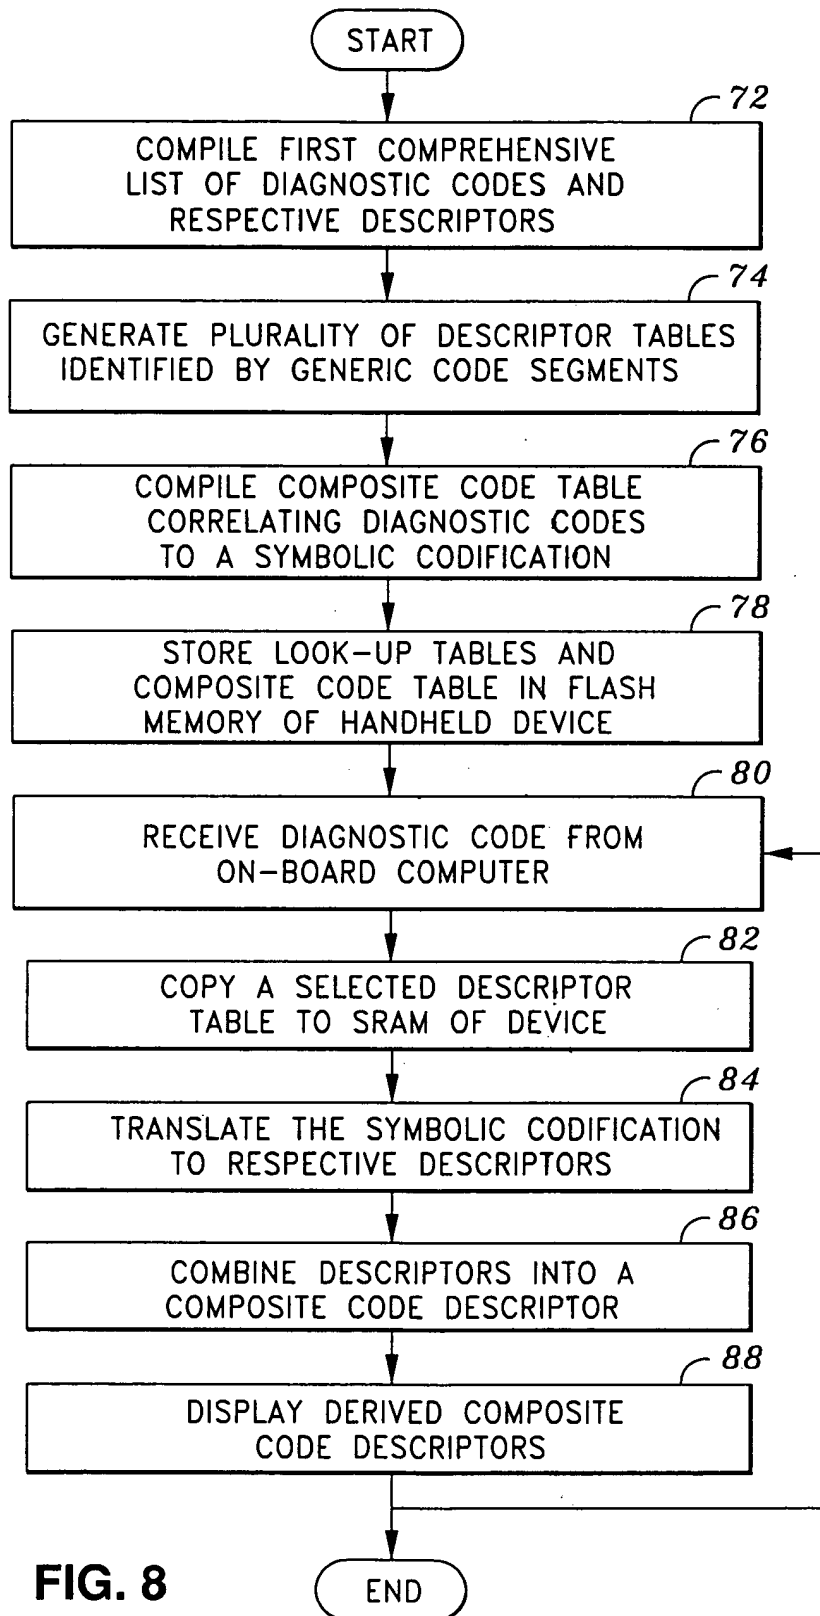 START
72
COMPILE FIRST COMPREHENSIVE
LIST OF DIAGNOSTIC CODES AND
RESPECTIVE DESCRIPTORS
74
GENERATE PLURALITY OF DESCRIPTOR TABLES
IDENTIFIED BY GENERIC CODE SEGMENTS
76
COMPILE COMPOSITE CODE TABLE
CORRELATING DIAGNOSTIC CODES
TO A SYMBOLIC CODIFICATION
78
STORE LOOK-UP TABLES AND
COMPOSITE CODE TABLE IN FLASH
MEMORY OF HANDHELD DEVICE
80
RECEIVE DIAGNOSTIC CODE FROM
ON-BOARD COMPUTER
82
COPY A SELECTED DESCRIPTOR
TABLE TO SRAM OF DEVICE
84
TRANSLATE THE SYMBOLIC CODIFICATION
TO RESPECTIVE DESCRIPTORS
86
COMBINE DESCRIPTORS INTO A
COMPOSITE CODE DESCRIPTOR
88
DISPLAY DERIVED COMPOSITE
CODE DESCRIPTORS
END
FIG. 8